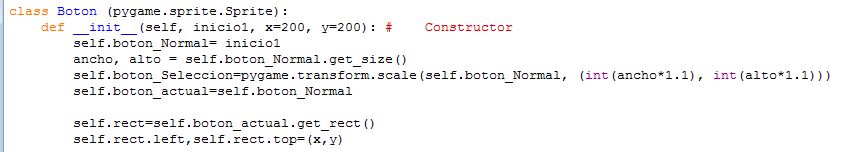 class Boton (pygame.sprite.Sprite):
    def __init__(self, inicio1, x=200, y=200): #    Constructor
        self.boton_Normal= inicio1
        ancho, alto = self.boton_Normal.get_size()
        self.boton_Seleccion=pygame.transform.scale(self.boton_Normal, (int(ancho*1.1), int(alto*1.1)))
        self.boton_actual=self.boton_Normal

        self.rect=self.boton_actual.get_rect()
        self.rect.left,self.rect.top=(x,y)